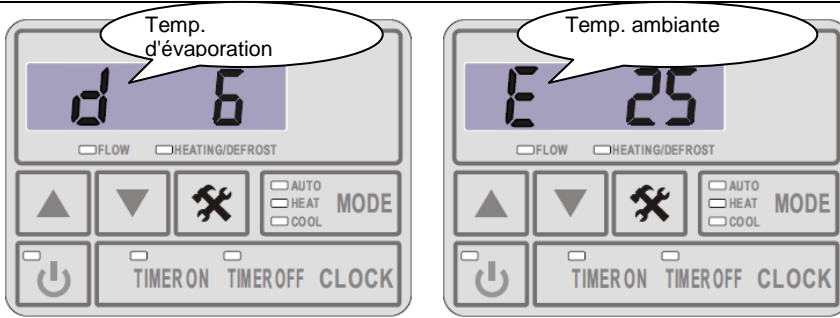 Temp.
d'évaporation
d 6
FLOW HEATING/DEFROST
AUTO
HEAT MODE
COOL
TIMER ON TIMER OFF CLOCK
Temp. ambiante
E 25
FLOW HEATING/DEFROST
AUTO
HEAT MODE
COOL
TIMER ON TIMER OFF CLOCK